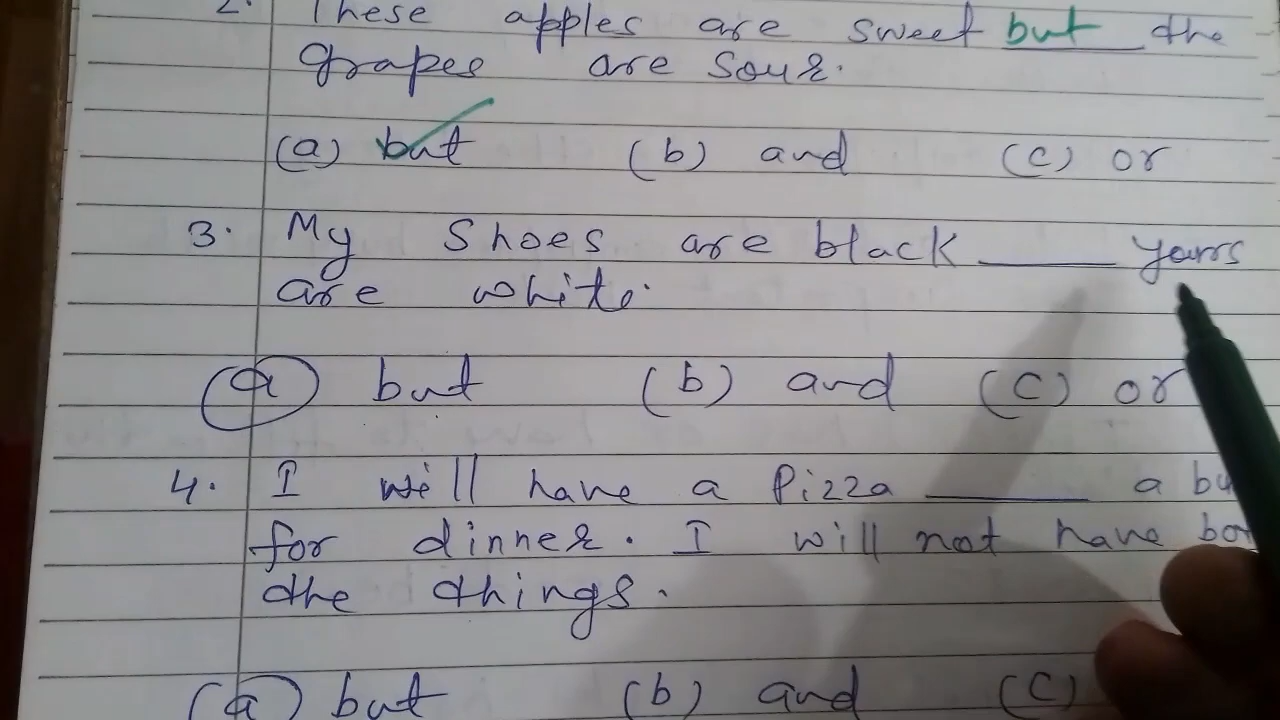 2. These apples are sweet but the
grapes are sour.
(a) but (b) and (c) or
3. My Shoes are black ____ yours
are white.
(a) but (b) and (c) or
4. I will have a Pizza ____ a
for dinner. I will not have
the things.
(a) but (b) and (c)